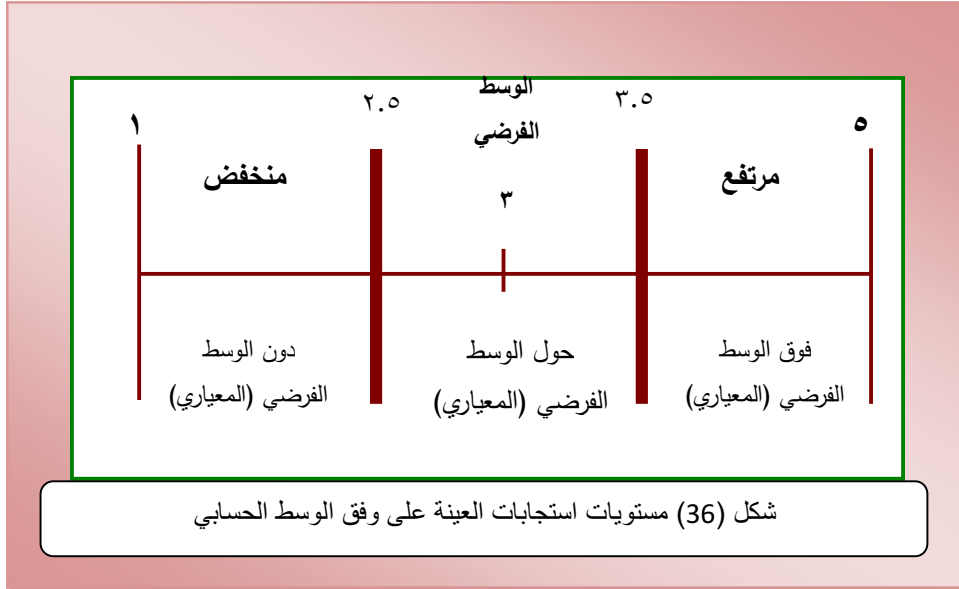 الوسط
الفرضي
١
٢.٥
٣.٥
٥
منخفض
٣
مرتفع
دون الوسط
الفرضي (المعياري)
حول الوسط
الفرضي (المعياري)
فوق الوسط
الفرضي (المعياري)
شكل (36) مستويات استجابات العينة على وفق الوسط الحسابي